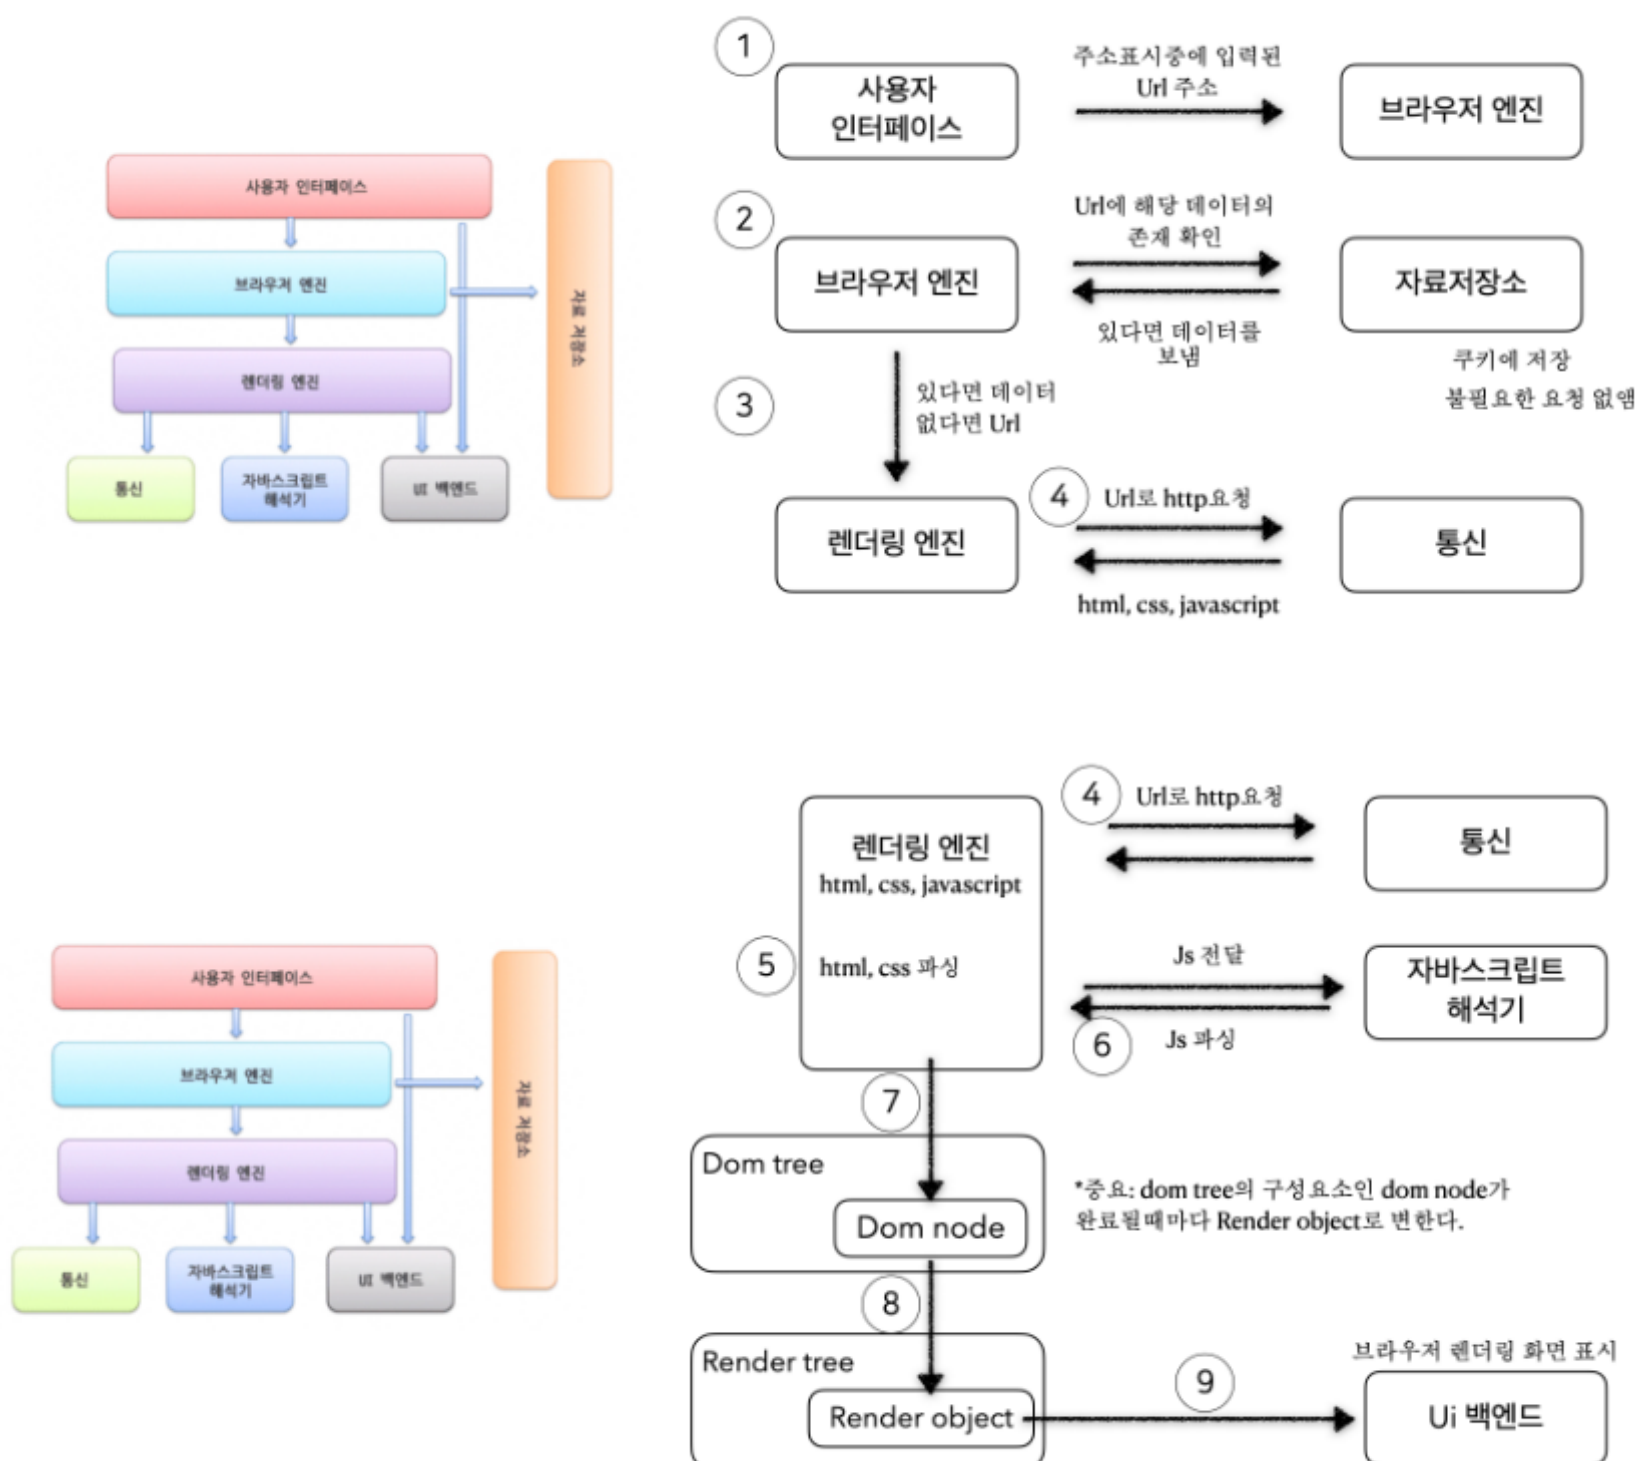 사용자 인터페이스
브라우저 엔진
렌더링 엔진
통신
자바스크립트
해석기
UI 백엔드
자료 저장소
1
사용자
인터페이스
주소표시중에 입력된
Url 주소
브라우저 엔진
2
브라우저 엔진
Url에 해당 데이터의
존재 확인
있다면 데이터를
보냄
자료저장소
쿠키에 저장
불필요한 요청 없앰
3
있다면 데이터
없다면 Url
렌더링 엔진
4
Url로 http요청
html, css, javascript
통신
사용자 인터페이스
브라우저 엔진
렌더링 엔진
통신
자바스크립트
해석기
UI 백엔드
자료 저장소
렌더링 엔진
html, css, javascript
4
Url로 http요청
통신
5
html, css 파싱
Js 전달
6
Js 파싱
자바스크립트
해석기
7
Dom tree
Dom node
*중요: dom tree의 구성요소인 dom node가
완료될때마다 Render object로 변한다.
8
Render tree
Render object
9
브라우저 렌더링 화면 표시
Ui 백엔드